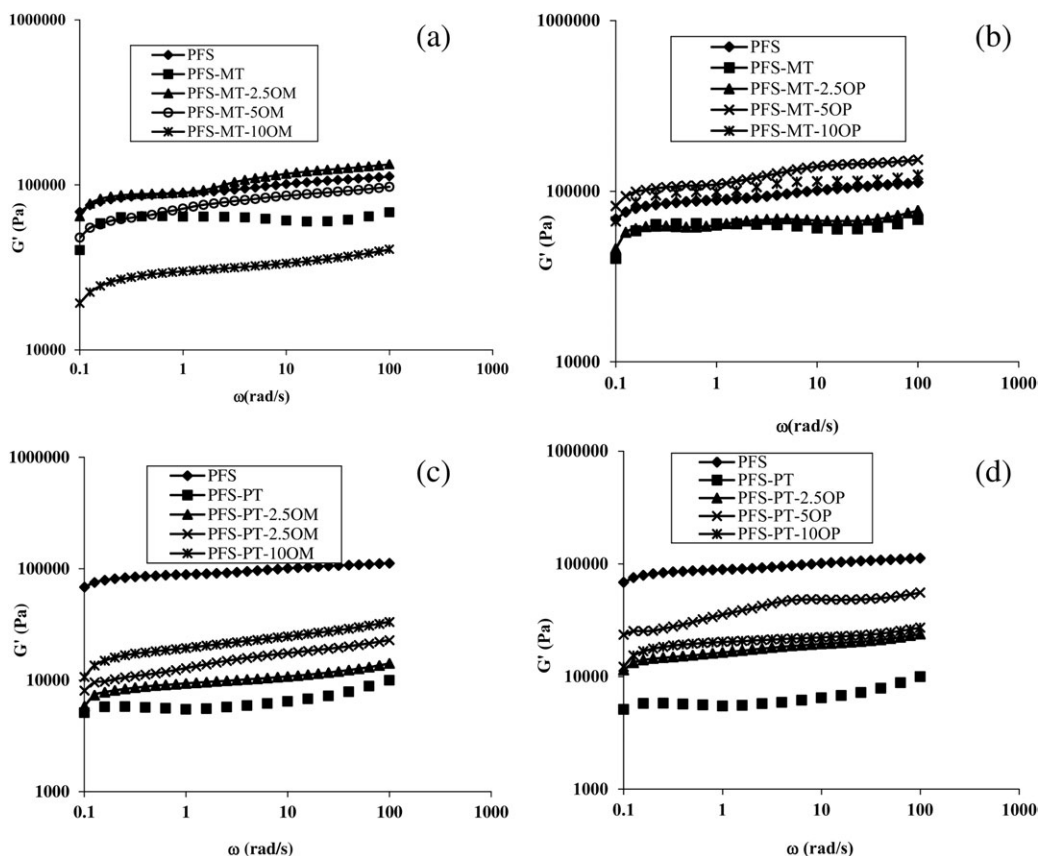 (a)
1000000
100000
10000
G' (Pa)
PFS
PFS-MT
PFS-MT-2.5OM
PFS-MT-5OM
PFS-MT-10OM
0.1 1 10 100 1000
ω(rad/s)
(b)
1000000
100000
10000
G' (Pa)
PFS
PFS-MT
PFS-MT-2.5OP
PFS-MT-5OP
PFS-MT-10OP
0.1 1 10 100 1000
ω(rad/s)
(c)
1000000
100000
10000
1000
G' (Pa)
PFS
PFS-PT
PFS-PT-2.5OM
PFS-PT-2.5OM
PFS-PT-10OM
0.1 1 10 100 1000
ω (rad/s)
(d)
1000000
100000
10000
1000
G' (Pa)
PFS
PFS-PT
PFS-PT-2.5OP
PFS-PT-5OP
PFS-PT-10OP
0.1 1 10 100 1000
ω (rad/s)